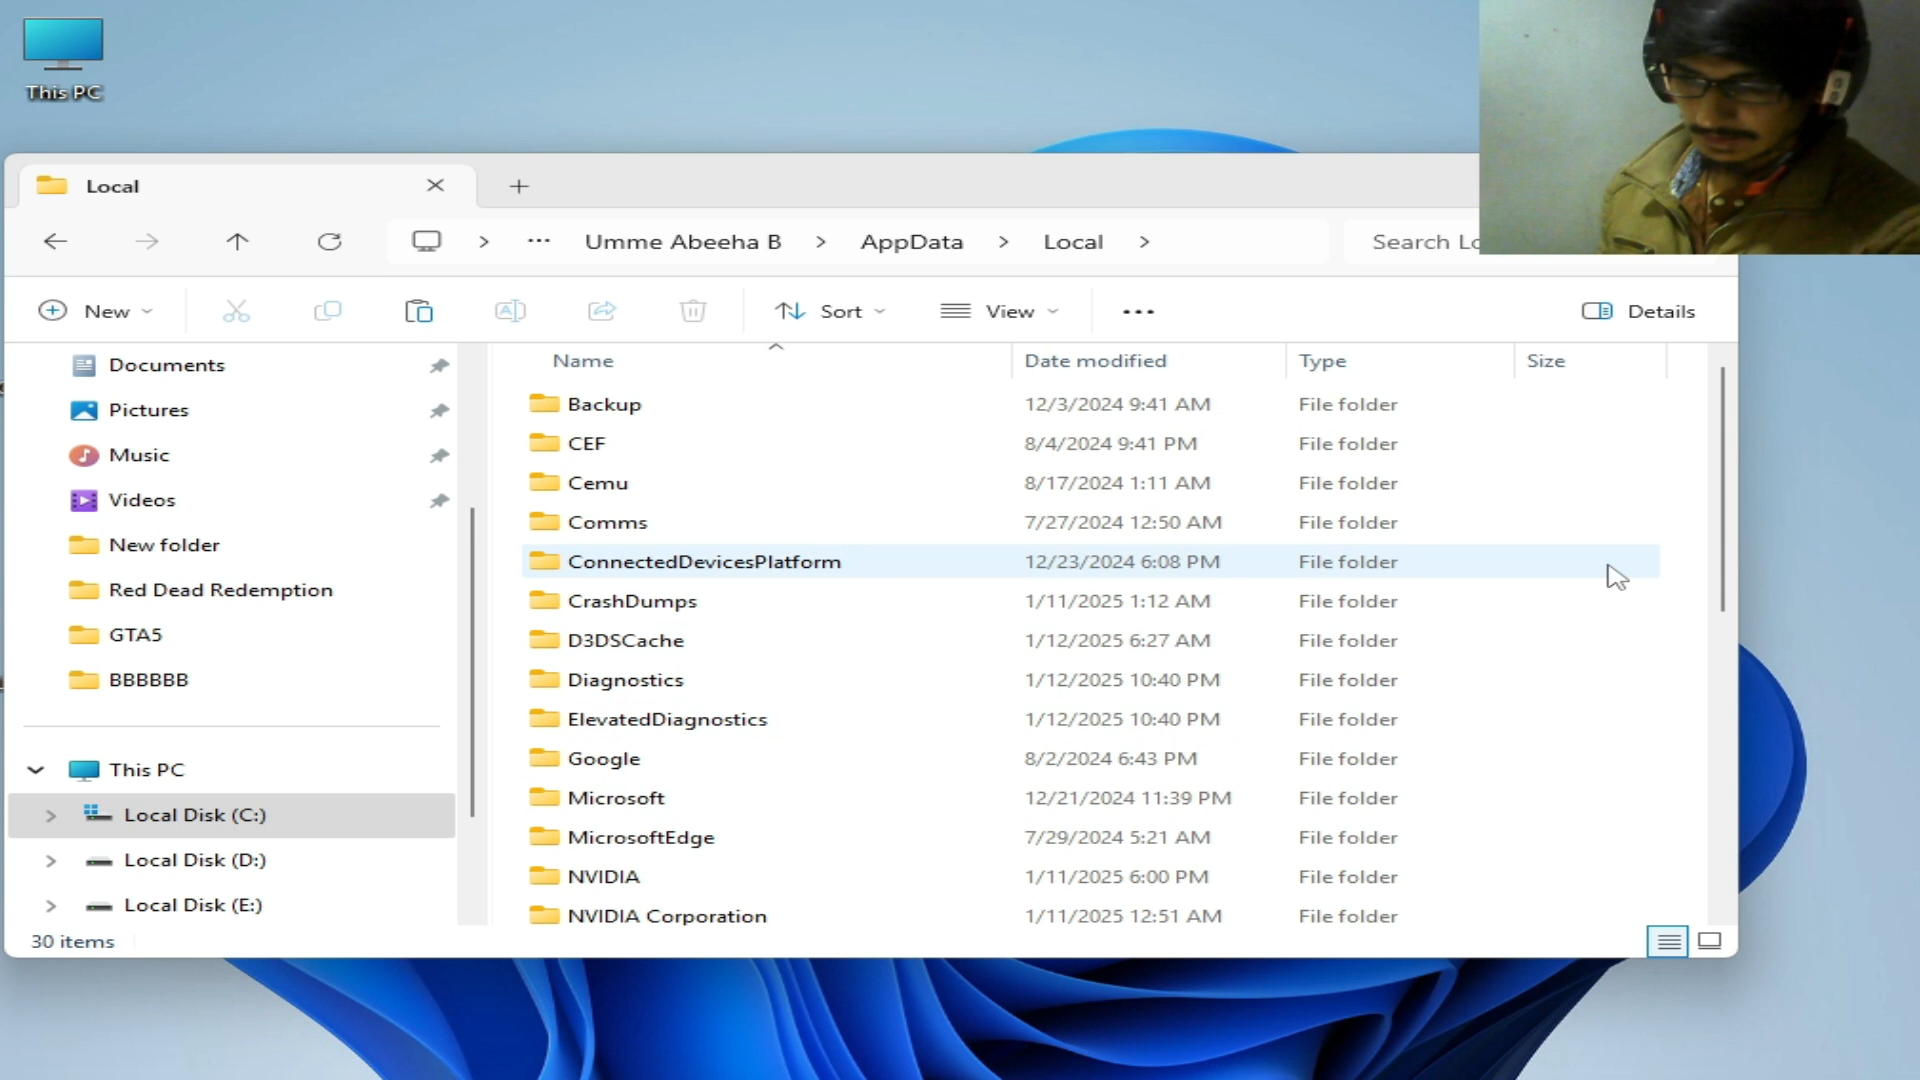 This PC
Local
Umme Abeeha B > AppData > Local >
Search Lo
New
Sort
View
Details
Documents
Pictures
Music
Videos
New folder
Red Dead Redemption
GTA5
BBBBBB
This PC
Local Disk (C:)
Local Disk (D:)
Local Disk (E:)
Name Date modified Type Size
Backup 12/3/2024 9:41 AM File folder
CEF 8/4/2024 9:41 PM File folder
Cemu 8/17/2024 1:11 AM File folder
Comms 7/27/2024 12:50 AM File folder
ConnectedDevicesPlatform 12/23/2024 6:08 PM File folder
CrashDumps 1/11/2025 1:12 AM File folder
D3DSCache 1/12/2025 6:27 AM File folder
Diagnostics 1/12/2025 10:40 PM File folder
ElevatedDiagnostics 1/12/2025 10:40 PM File folder
Google 8/2/2024 6:43 PM File folder
Microsoft 12/21/2024 11:39 PM File folder
MicrosoftEdge 7/29/2024 5:21 AM File folder
NVIDIA 1/11/2025 6:00 PM File folder
NVIDIA Corporation 1/11/2025 12:51 AM File folder
30 items